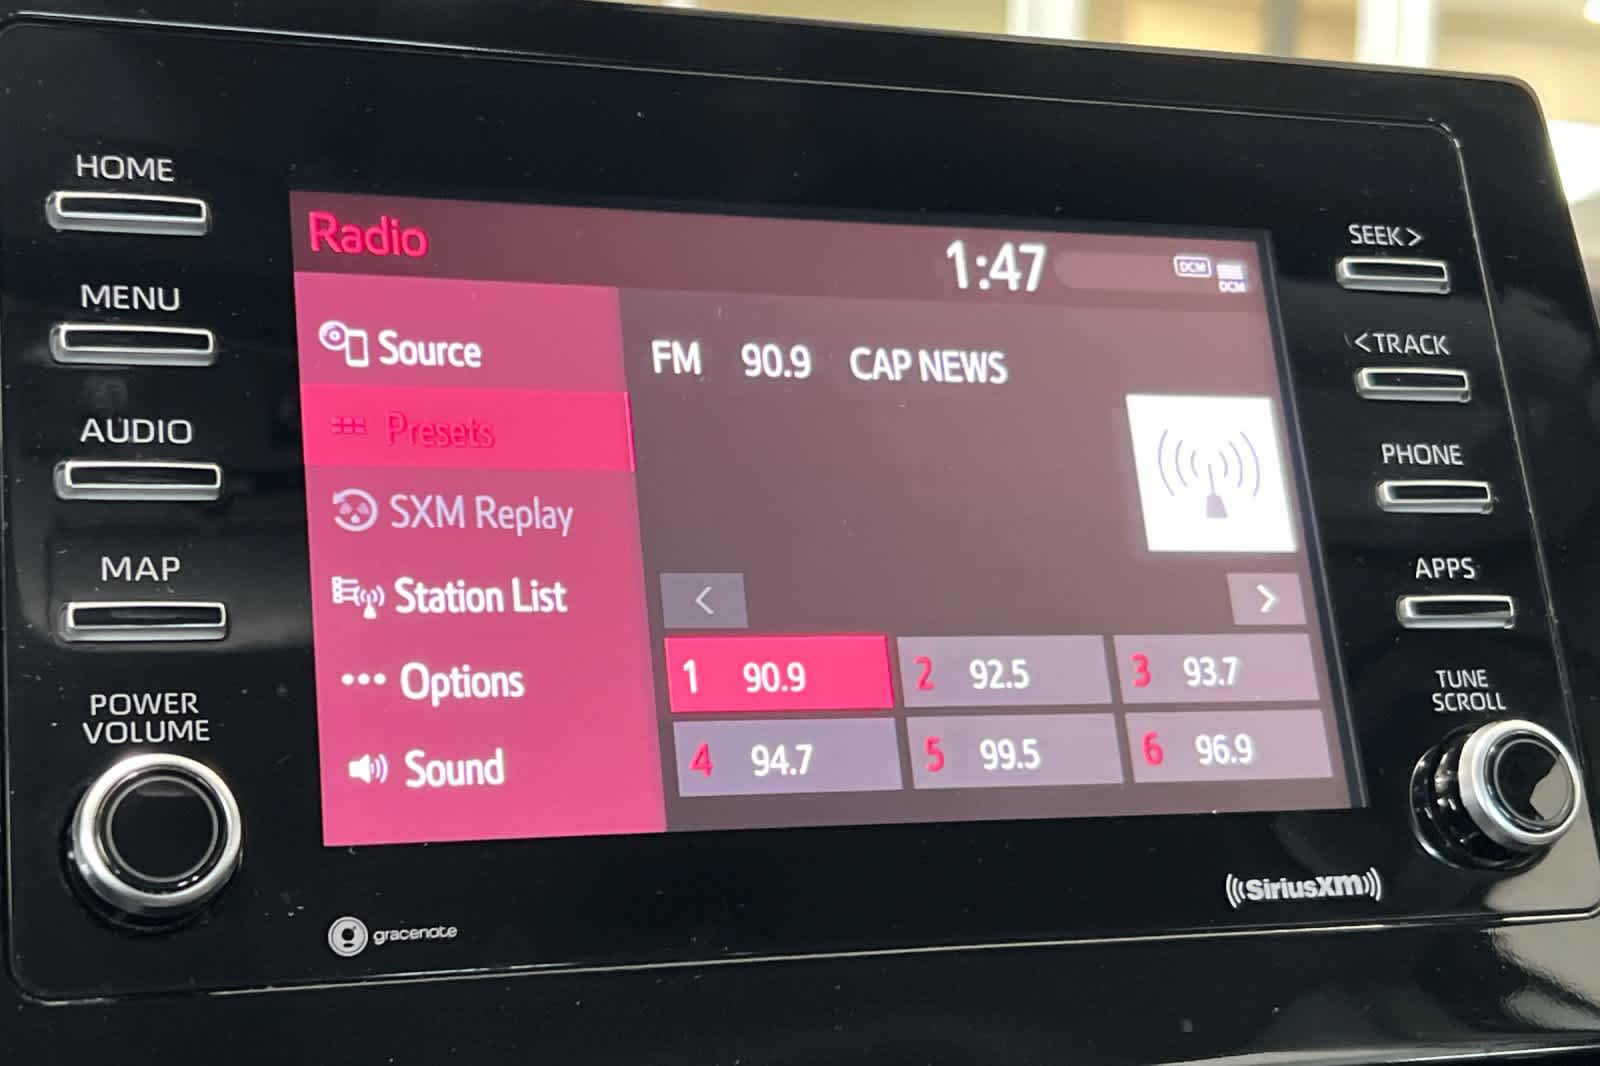 HOME
MENU
AUDIO
MAP
POWER
VOLUME
Radio
1:47
DCM
DCM
Source
Presets
SXM Replay
Station List
Options
Sound
FM 90.9 CAP NEWS
<
>
1 90.9
2 92.5
3 93.7
4 94.7
5 99.5
6 96.9
SEEK >
< TRACK
PHONE
APPS
TUNE
SCROLL
gracenote
SiriusXM